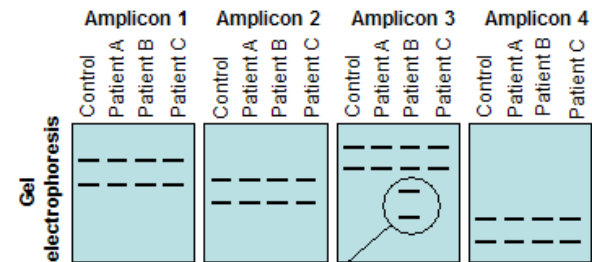 Amplicon 1
Amplicon 2
Amplicon 3
Amplicon 4
Control
Patient A
Patient B
Patient C
Control
Patient A
Patient B
Patient C
Control
Patient A
Patient B
Patient C
Control
Patient A
Patient B
Patient C
Gel
electrophoresis